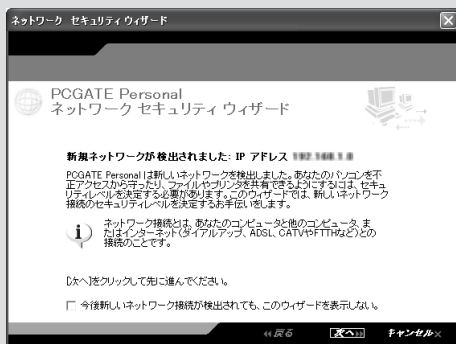 ネットワーク セキュリティ ウィザード
PCGATE Personal
ネットワーク セキュリティ ウィザード
新規ネットワークが検出されました: IP アドレス
PCGATE Personal は新しいネットワークを検出しました。あなたのパソコンを不
正アクセスから守ったり、ファイルやプリンタを共有できるようにするには、セキュ
リティレベルを決定する必要があります。このウィザードでは、新しいネットワーク
接続のセキュリティレベルを決定するお手伝いをします。
ネットワーク接続とは、あなたのコンピュータと他のコンピュータ、ま
たはインターネット(ダイアルアップ、ADSL、CATVやFTTHなど)との
接続のことです。
[次へ]をクリックして先に進んでください。
今後新しいネットワーク接続が検出されても、このウィザードを表示しない。
戻る 次へ キャンセル